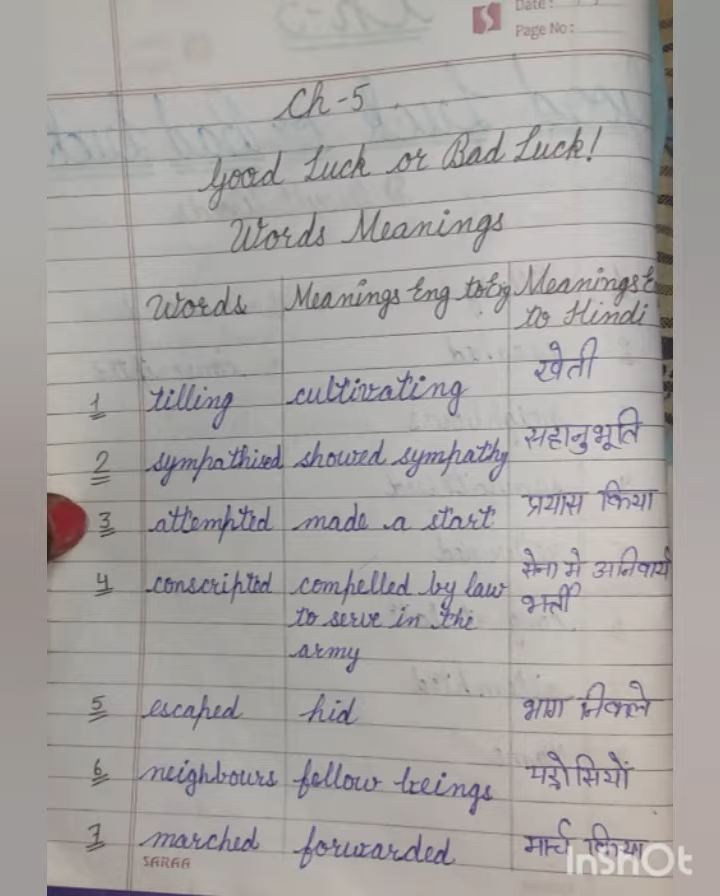 Date:
Page No:
Ch-5.
Good Luck or Bad Luck!
Words Meanings
Words Meanings Eng to Eng Meanings E
to Hindi
1 tilling cultivating खेती
2 sympathised showed sympathy सहानुभूति
3 attempted made a start प्रयास किया
4 conscripted compelled by law सेना मे अनिवार्य
to serve in the भर्ती
army
5 escaped hid भाग निकले
6 neighbours fellow beings पड़ोसियों
7 marched forwarded मार्च किया
SARAA
InShOt